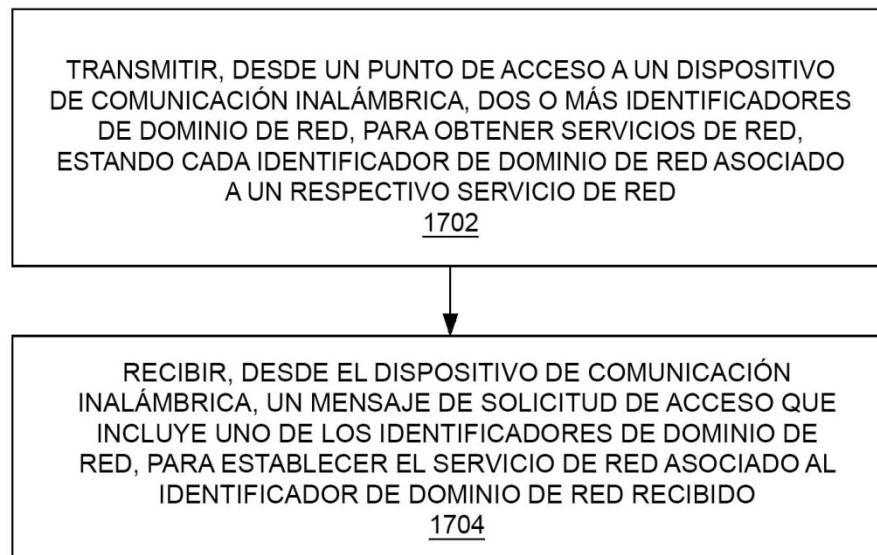 TRANSMITIR, DESDE UN PUNTO DE ACCESO A UN DISPOSITIVO
DE COMUNICACIÓN INALÁMBRICA, DOS O MÁS IDENTIFICADORES
DE DOMINIO DE RED, PARA OBTENER SERVICIOS DE RED,
ESTANDO CADA IDENTIFICADOR DE DOMINIO DE RED ASOCIADO
A UN RESPECTIVO SERVICIO DE RED
1702
RECIBIR, DESDE EL DISPOSITIVO DE COMUNICACIÓN
INALÁMBRICA, UN MENSAJE DE SOLICITUD DE ACCESO QUE
INCLUYE UNO DE LOS IDENTIFICADORES DE DOMINIO DE
RED, PARA ESTABLECER EL SERVICIO DE RED ASOCIADO AL
IDENTIFICADOR DE DOMINIO DE RED RECIBIDO
1704